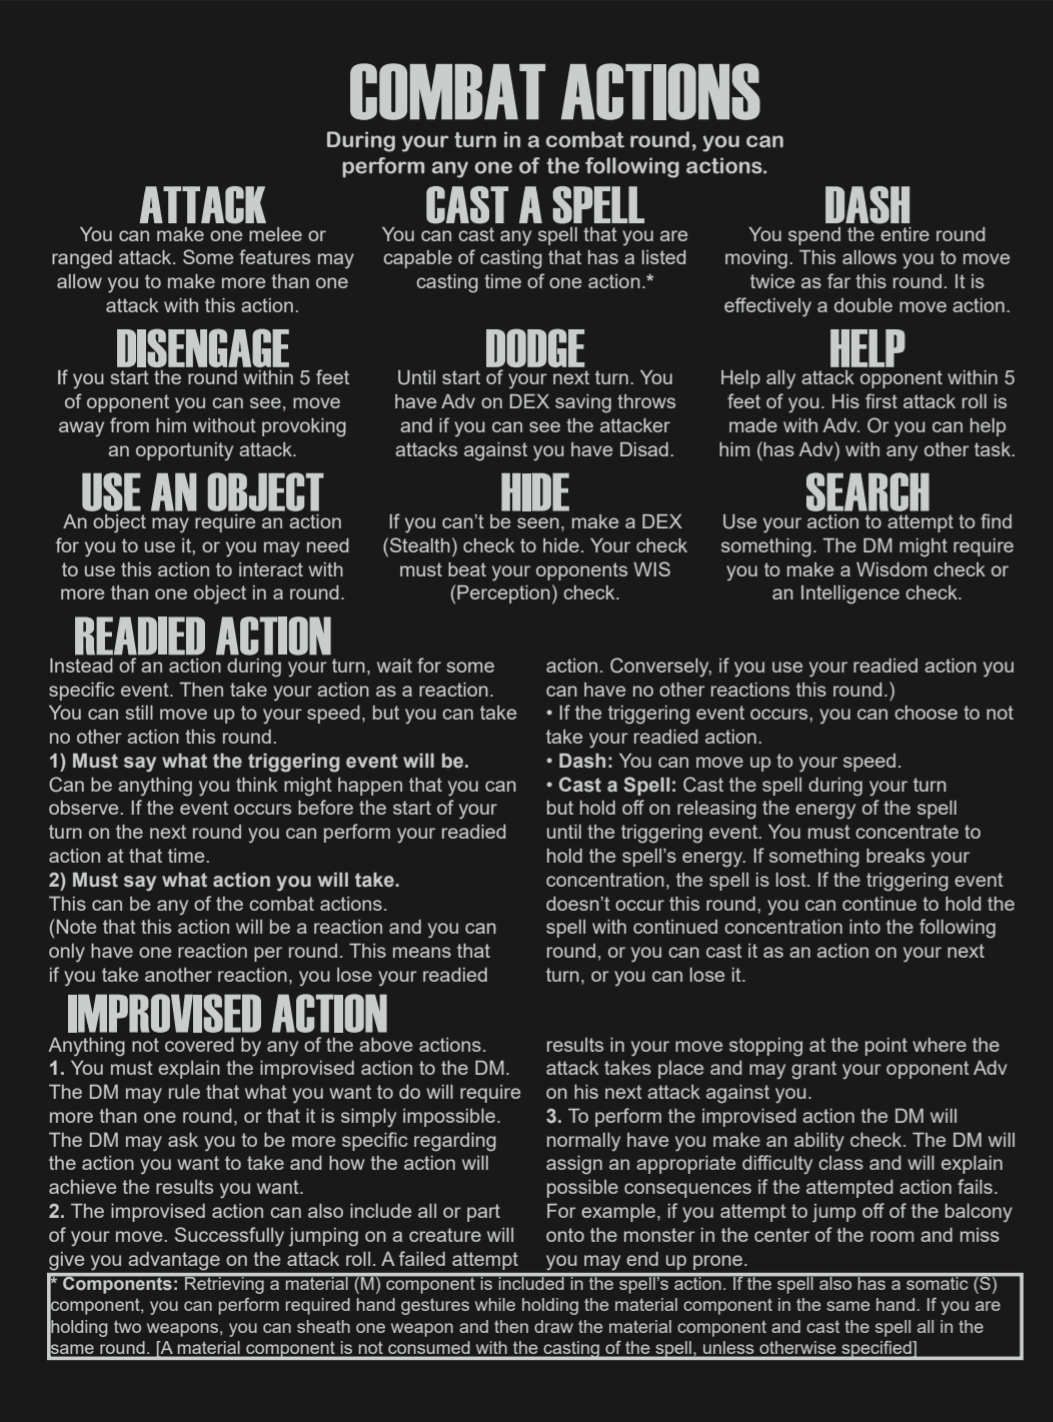 COMBAT ACTIONS
During your turn in a combat round, you can
perform any one of the following actions.
ATTACK
You can make one melee or
ranged attack. Some features may
allow you to make more than one
attack with this action.
CAST A SPELL
You can cast any spell that you are
capable of casting that has a listed
casting time of one action.*
DASH
You spend the entire round
moving. This allows you to move
twice as far this round. It is
effectively a double move action.
DISENGAGE
If you start the round within 5 feet
of opponent you can see, move
away from him without provoking
an opportunity attack.
DODGE
Until start of your next turn. You
have Adv on DEX saving throws
and if you can see the attacker
attacks against you have Disad.
HELP
Help ally attack opponent within 5
feet of you. His first attack roll is
made with Adv. Or you can help
him (has Adv) with any other task.
USE AN OBJECT
An object may require an action
for you to use it, or you may need
to use this action to interact with
more than one object in a round.
HIDE
If you can't be seen, make a DEX
(Stealth) check to hide. Your check
must beat your opponents WIS
(Perception) check.
SEARCH
Use your action to attempt to find
something. The DM might require
you to make a Wisdom check or
an Intelligence check.
READIED ACTION
Instead of an action during your turn, wait for some
specific event. Then take your action as a reaction.
You can still move up to your speed, but you can take
no other action this round.
1) Must say what the triggering event will be.
Can be anything you think might happen that you can
observe. If the event occurs before the start of your
turn on the next round you can perform your readied
action at that time.
2) Must say what action you will take.
This can be any of the combat actions.
(Note that this action will be a reaction and you can
only have one reaction per round. This means that
if you take another reaction, you lose your readied
action. Conversely, if you use your readied action you
can have no other reactions this round.)
• If the triggering event occurs, you can choose to not
take your readied action.
• Dash: You can move up to your speed.
• Cast a Spell: Cast the spell during your turn
but hold off on releasing the energy of the spell
until the triggering event. You must concentrate to
hold the spell's energy. If something breaks your
concentration, the spell is lost. If the triggering event
doesn't occur this round, you can continue to hold the
spell with continued concentration into the following
round, or you can cast it as an action on your next
turn, or you can lose it.
IMPROVISED ACTION
Anything not covered by any of the above actions.
1. You must explain the improvised action to the DM.
The DM may rule that what you want to do will require
more than one round, or that it is simply impossible.
The DM may ask you to be more specific regarding
the action you want to take and how the action will
achieve the results you want.
2. The improvised action can also include all or part
of your move. Successfully jumping on a creature will
give you advantage on the attack roll. A failed attempt
results in your move stopping at the point where the
attack takes place and may grant your opponent Adv
on his next attack against you.
3. To perform the improvised action the DM will
normally have you make an ability check. The DM will
assign an appropriate difficulty class and will explain
possible consequences if the attempted action fails.
For example, if you attempt to jump off of the balcony
onto the monster in the center of the room and miss
you may end up prone.
* Components: Retrieving a material (M) component is included in the spell's action. If the spell also has a somatic (S)
component, you can perform required hand gestures while holding the material component in the same hand. If you are
holding two weapons, you can sheath one weapon and then draw the material component and cast the spell all in the
same round. [A material component is not consumed with the casting of the spell, unless otherwise specified]